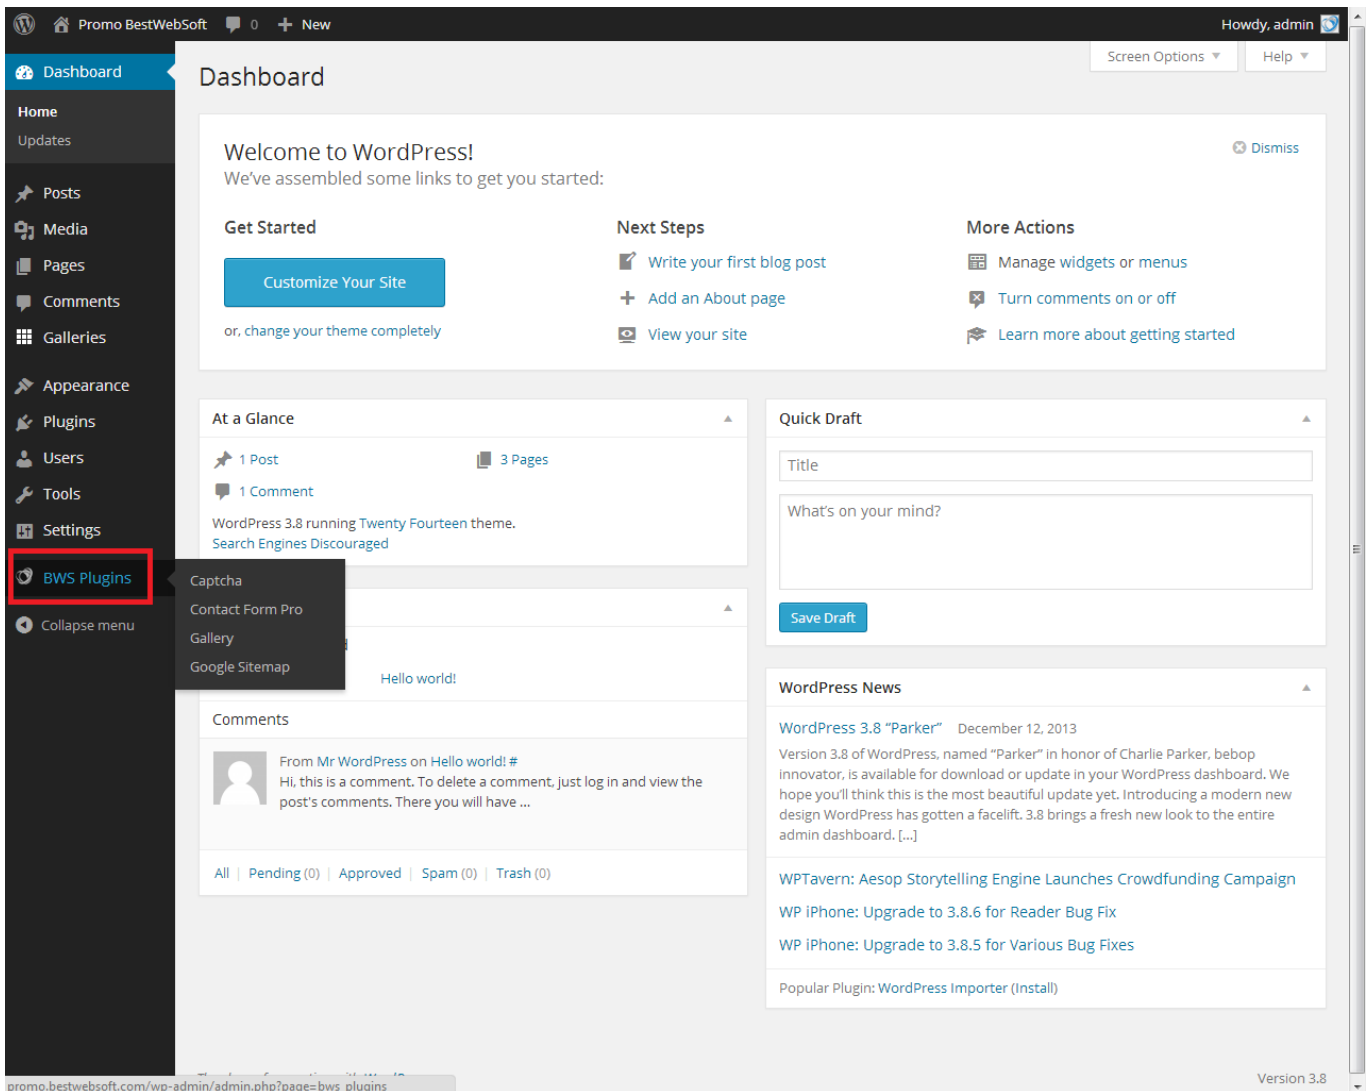 Promo BestWebSoft 0 New Howdy, admin
Screen Options Help
Dashboard
Home
Updates
Posts
Media
Pages
Comments
Galleries
Appearance
Plugins
Users
Tools
Settings
BWS Plugins
Collapse menu
Captcha
Contact Form Pro
Gallery
Google Sitemap
Dashboard
Welcome to WordPress!
We've assembled some links to get you started:
Dismiss
Get Started
Customize Your Site
or, change your theme completely
Next Steps
Write your first blog post
Add an About page
View your site
More Actions
Manage widgets or menus
Turn comments on or off
Learn more about getting started
At a Glance
1 Post 3 Pages
1 Comment
WordPress 3.8 running Twenty Fourteen theme.
Search Engines Discouraged
Hello world!
Comments
From Mr WordPress on Hello world! #
Hi, this is a comment. To delete a comment, just log in and view the
post's comments. There you will have ...
All | Pending (0) | Approved | Spam (0) | Trash (0)
Quick Draft
Title
What's on your mind?
Save Draft
WordPress News
WordPress 3.8 “Parker” December 12, 2013
Version 3.8 of WordPress, named “Parker” in honor of Charlie Parker, bebop
innovator, is available for download or update in your WordPress dashboard. We
hope you'll think this is the most beautiful update yet. Introducing a modern new
design WordPress has gotten a facelift. 3.8 brings a fresh new look to the entire
admin dashboard. [...]
WPTavern: Aesop Storytelling Engine Launches Crowdfunding Campaign
WP iPhone: Upgrade to 3.8.6 for Reader Bug Fix
WP iPhone: Upgrade to 3.8.5 for Various Bug Fixes
Popular Plugin: WordPress Importer (Install)
Version 3.8
promo.bestwebsoft.com/wp-admin/admin.php?page=bws_plugins